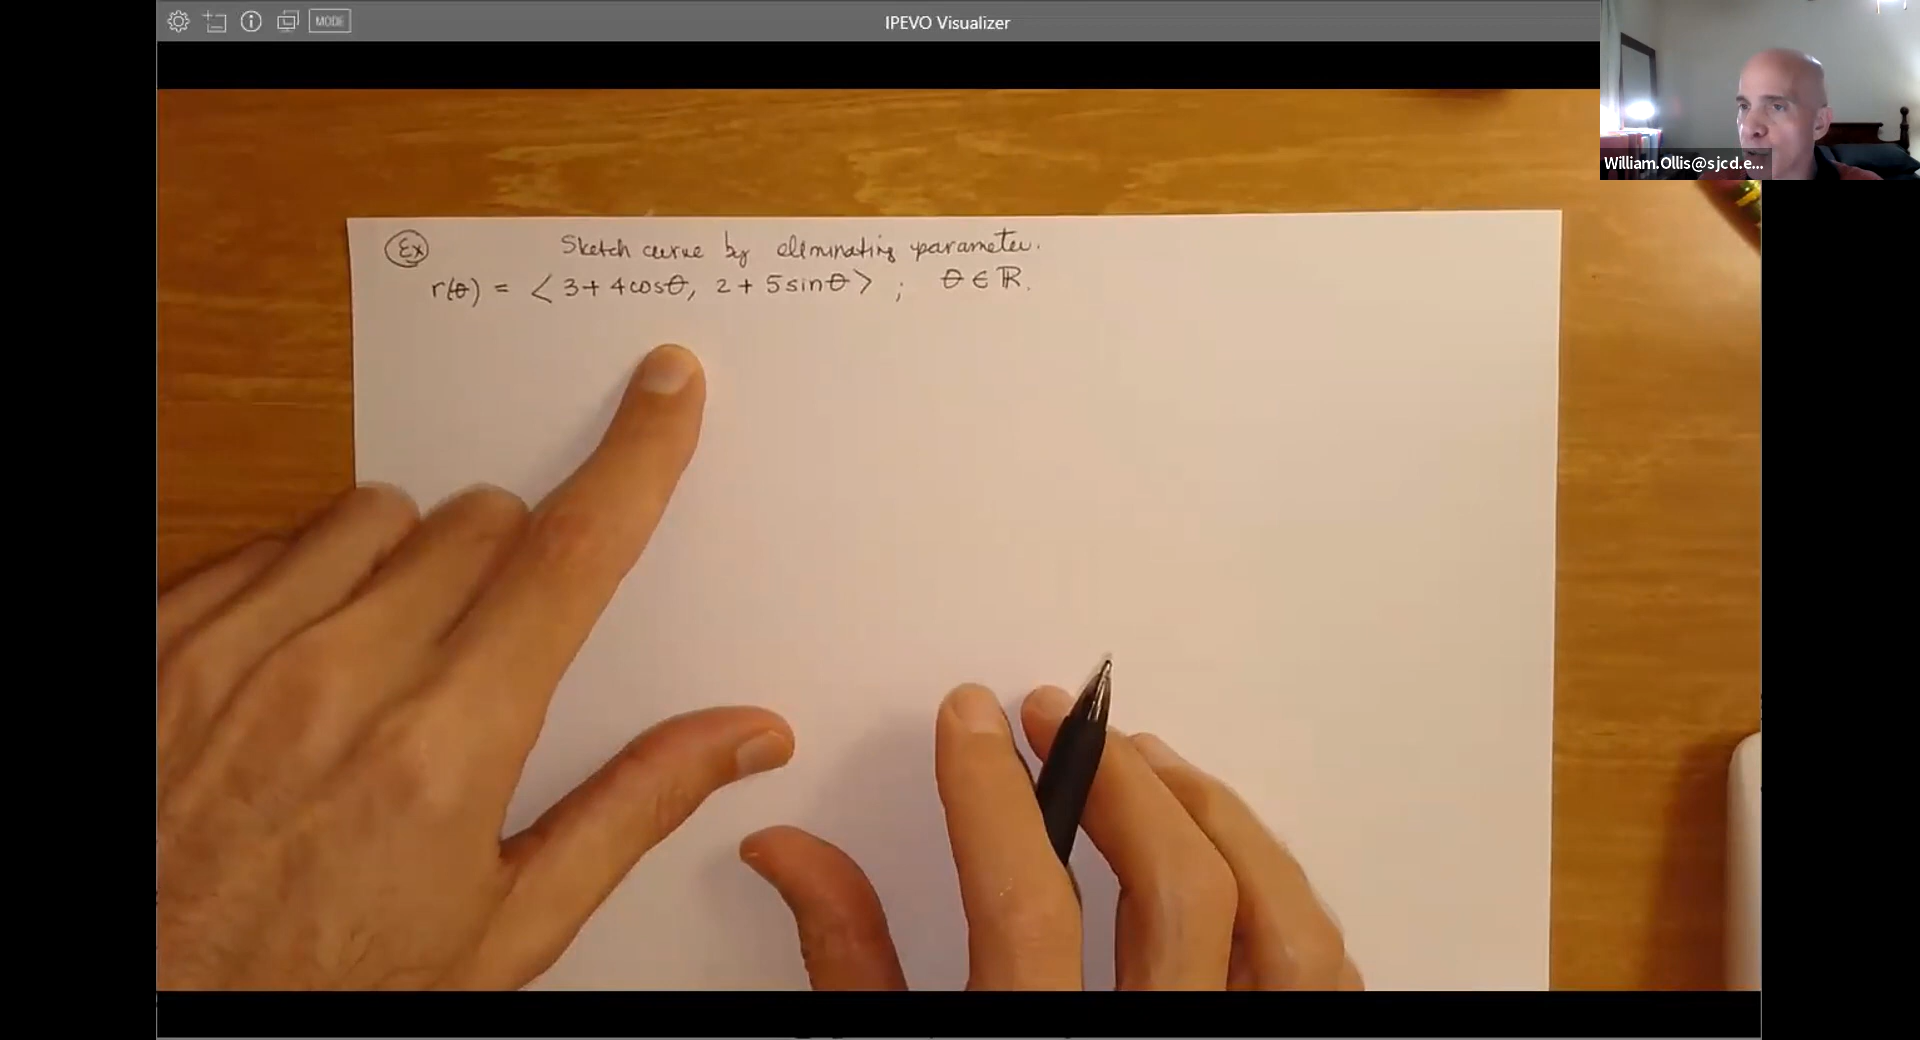 MODE
IPEVO Visualizer
William.Ollis@sjcd.e...
Ex Sketch curve by eliminating parameter.
r(θ) = < 3+4cosθ, 2+5sinθ > ; θ ∈ ℝ.